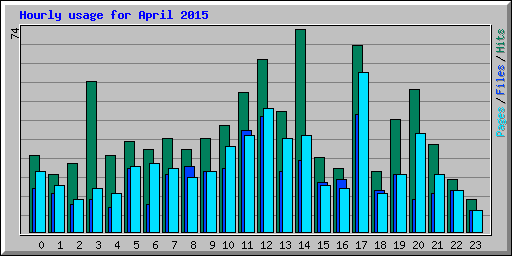 Hourly usage for April 2015
74
Pages/Files/Hits
0 1 2 3 4 5 6 7 8 9 10 11 12 13 14 15 16 17 18 19 20 21 22 23